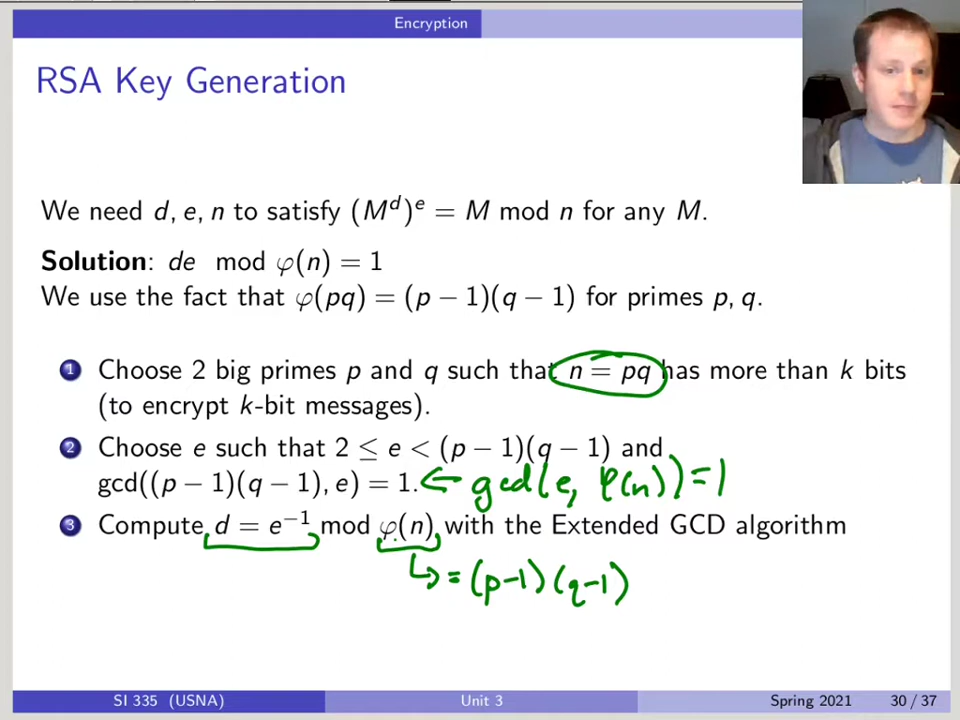 Encryption
RSA Key Generation
We need d, e, n to satisfy (M^d)^e = M mod n for any M.
Solution: de mod φ(n) = 1
We use the fact that φ(pq) = (p − 1)(q − 1) for primes p, q.
1 Choose 2 big primes p and q such that n = pq has more than k bits
(to encrypt k-bit messages).
2 Choose e such that 2 ≤ e < (p − 1)(q − 1) and
gcd((p − 1)(q − 1), e) = 1. ← gcd(e, φ(n)) = 1
3 Compute d = e^−1 mod φ(n) with the Extended GCD algorithm
↳ = (p-1)(q-1)
SI 335 (USNA) Unit 3 Spring 2021 30 / 37